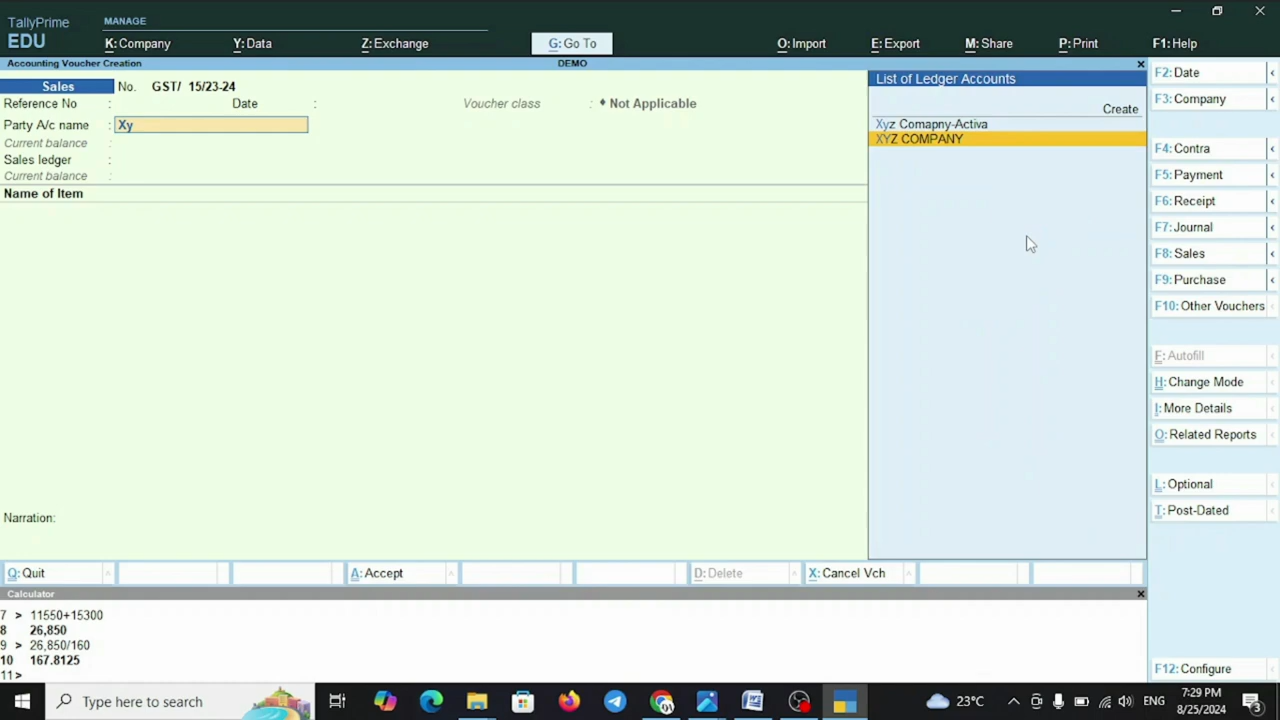 TallyPrime
EDU
MANAGE
K: Company
Y: Data
Z: Exchange
G: Go To
O: Import
E: Export
M: Share
P: Print
F1: Help
Accounting Voucher Creation
DEMO
Sales No. GST/ 15/23-24
Reference No : Date : Voucher class : ♦ Not Applicable
Party A/c name : Xy
Current balance :
Sales ledger :
Current balance :
Name of Item
Narration:
List of Ledger Accounts
Create
Xyz Comapny-Activa
XYZ COMPANY
F2: Date
F3: Company
F4: Contra
F5: Payment
F6: Receipt
F7: Journal
F8: Sales
F9: Purchase
F10: Other Vouchers
F: Autofill
H: Change Mode
I: More Details
O: Related Reports
L: Optional
T: Post-Dated
F12: Configure
Q: Quit
A: Accept
D: Delete
X: Cancel Vch
Calculator
7 > 11550+15300
8 26,850
9 > 26,850/160
10 167.8125
11>
Type here to search
23°C
ENG
7:29 PM
8/25/2024
3